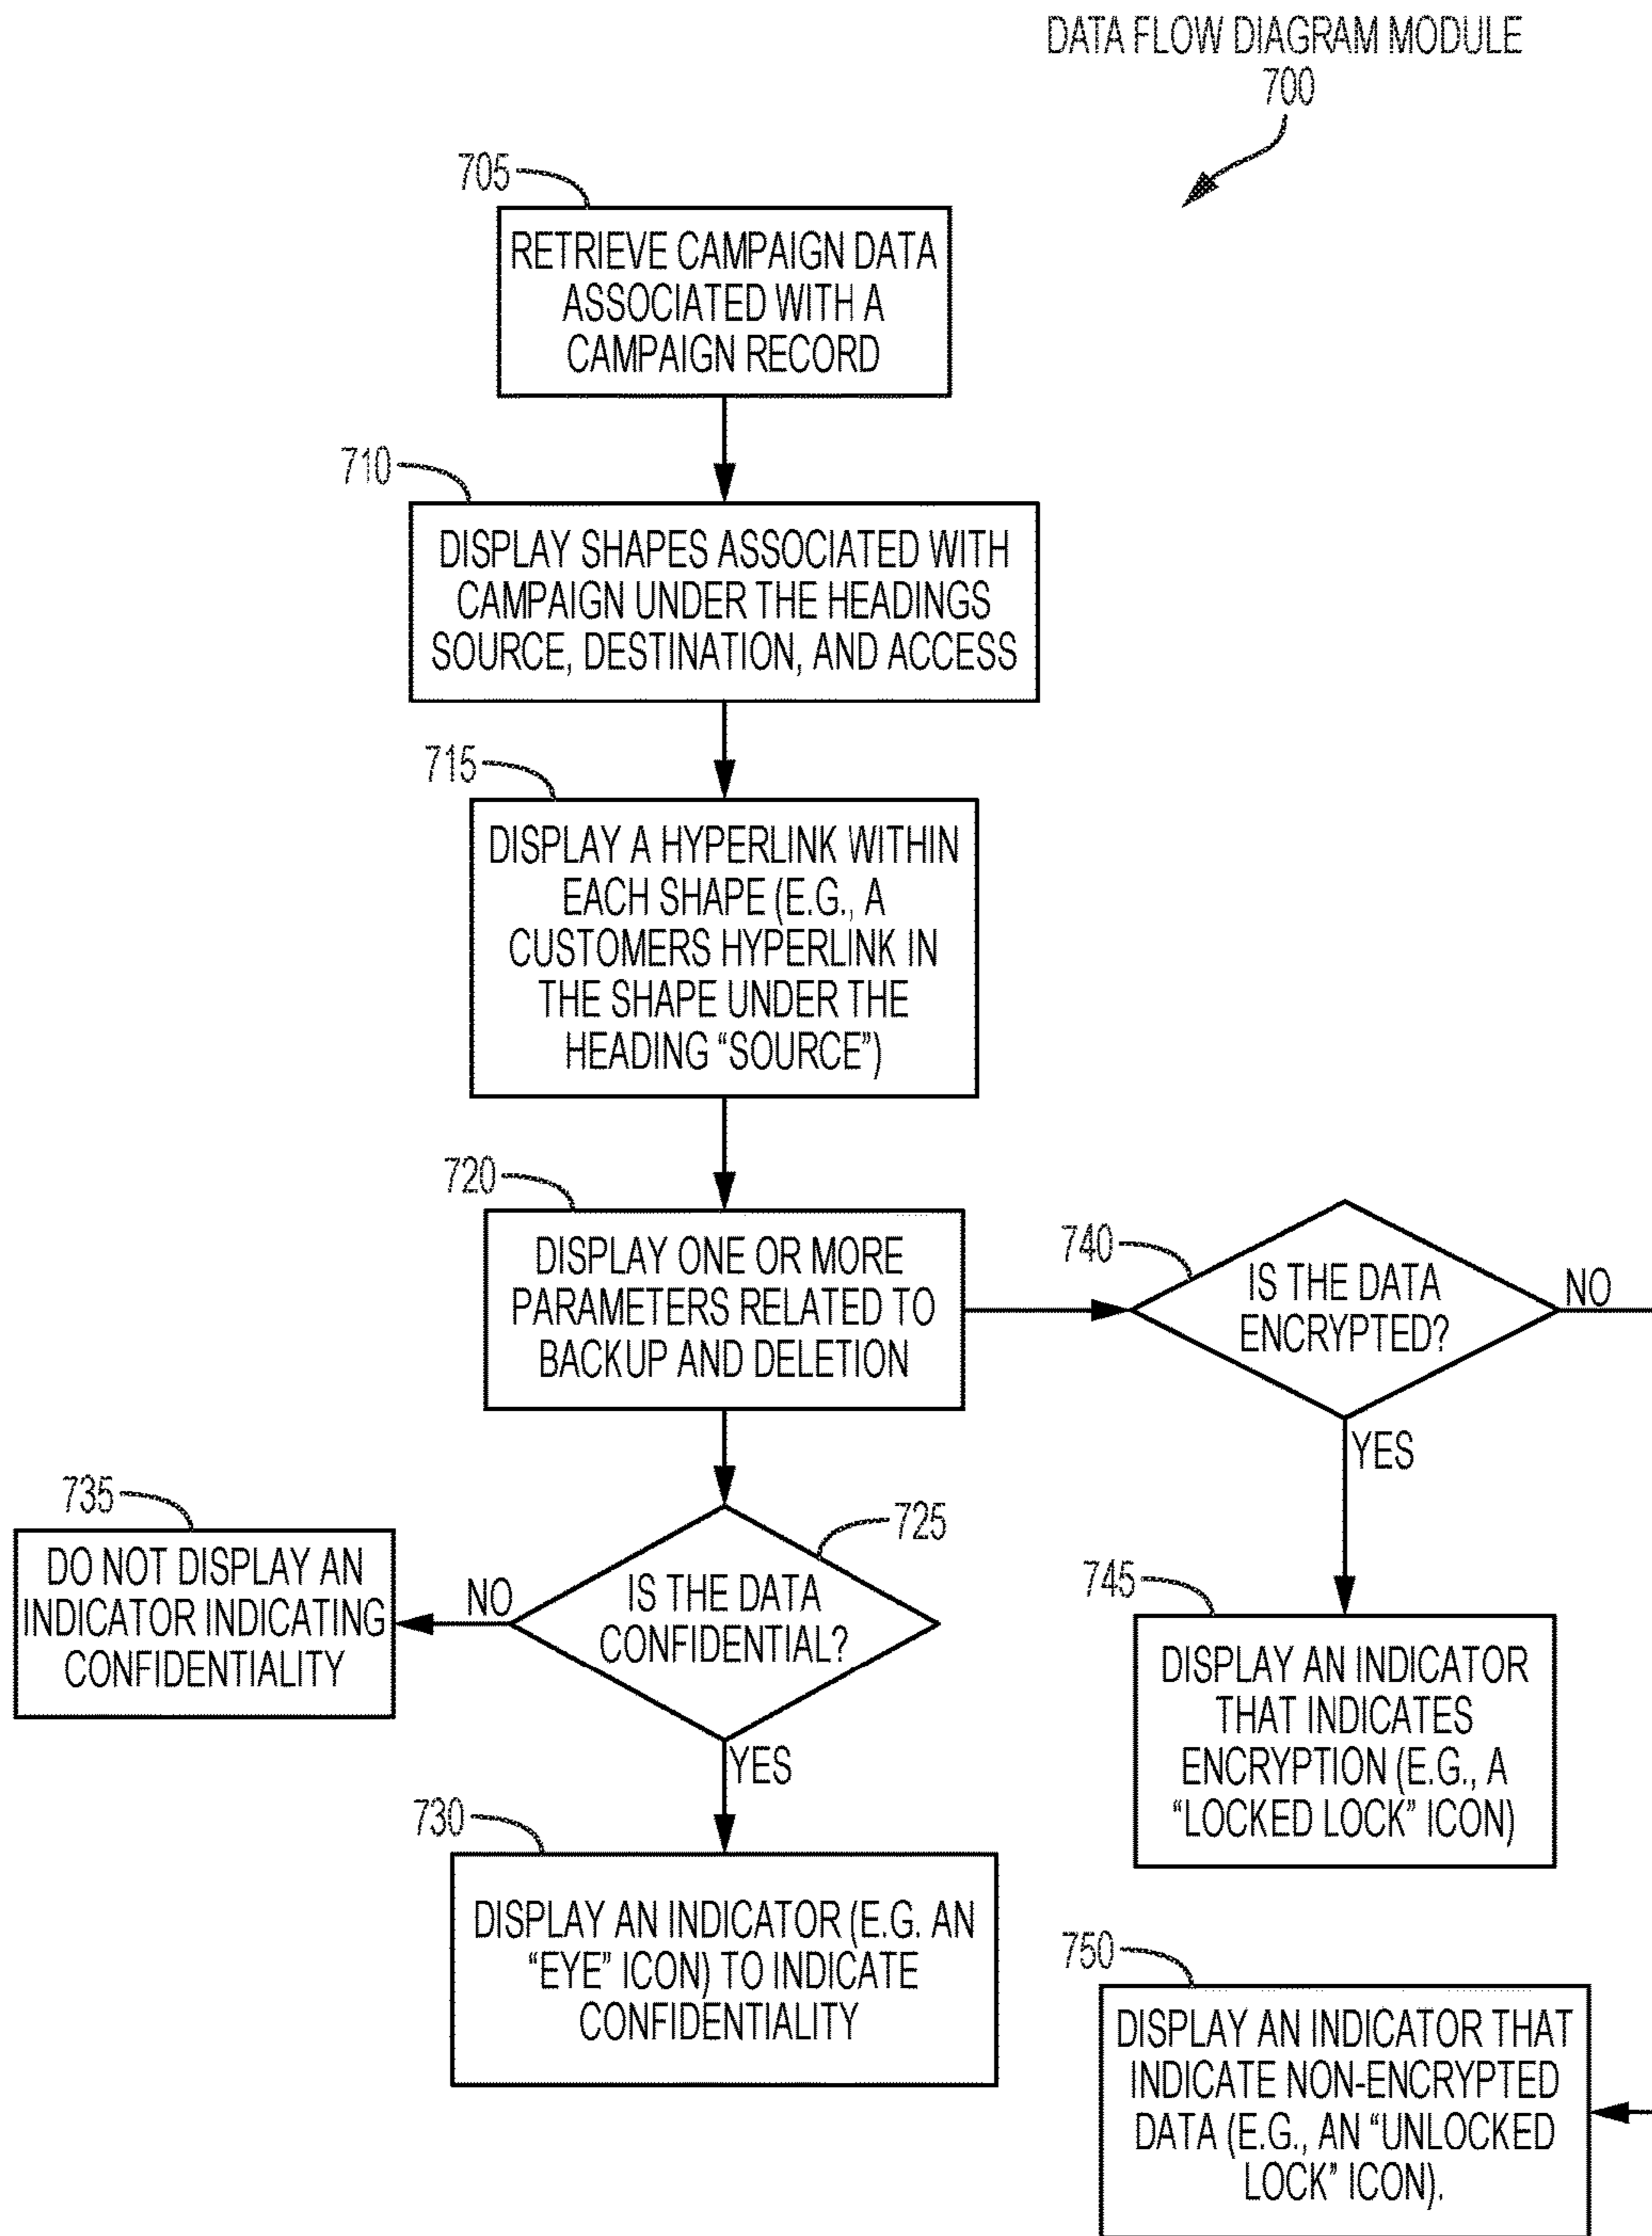 DATA FLOW DIAGRAM MODULE
700
705
RETRIEVE CAMPAIGN DATA
ASSOCIATED WITH A
CAMPAIGN RECORD
710
DISPLAY SHAPES ASSOCIATED WITH
CAMPAIGN UNDER THE HEADINGS
SOURCE, DESTINATION, AND ACCESS
715
DISPLAY A HYPERLINK WITHIN
EACH SHAPE (E.G., A
CUSTOMERS HYPERLINK IN
THE SHAPE UNDER THE
HEADING “SOURCE”)
720
DISPLAY ONE OR MORE
PARAMETERS RELATED TO
BACKUP AND DELETION
740
IS THE DATA
ENCRYPTED?
NO
YES
735
DO NOT DISPLAY AN
INDICATOR INDICATING
CONFIDENTIALITY
NO
725
IS THE DATA
CONFIDENTIAL?
YES
745
DISPLAY AN INDICATOR
THAT INDICATES
ENCRYPTION (E.G., A
“LOCKED LOCK” ICON)
730
DISPLAY AN INDICATOR (E.G. AN
“EYE” ICON) TO INDICATE
CONFIDENTIALITY
750
DISPLAY AN INDICATOR THAT
INDICATE NON-ENCRYPTED
DATA (E.G., AN “UNLOCKED
LOCK” ICON).